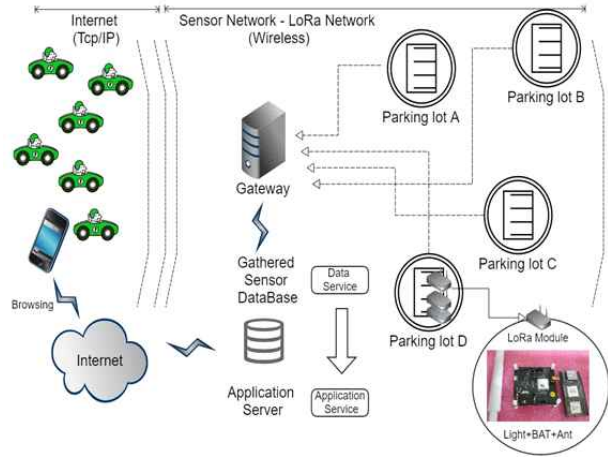 Internet
(Tcp/IP)
Sensor Network - LoRa Network
(Wireless)
Parking lot A
Parking lot B
Gateway
Parking lot C
Browsing
Gathered
Sensor
DataBase
Data
Service
Parking lot D
LoRa Module
Internet
Application
Server
Application
Service
Light+BAT+Ant